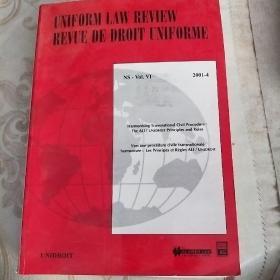 UNIFORM LAW REVIEW
REVUE DE DROIT UNIFORME
NS - Vol. VI 2001-4
Harmonising Transnational Civil Procedure:
The ALI / UNIDROIT Principles and Rules
Vers une procédure civile transnationale
harmonisée : Les Principes et Règles ALI / UNIDROIT
UNIDROIT